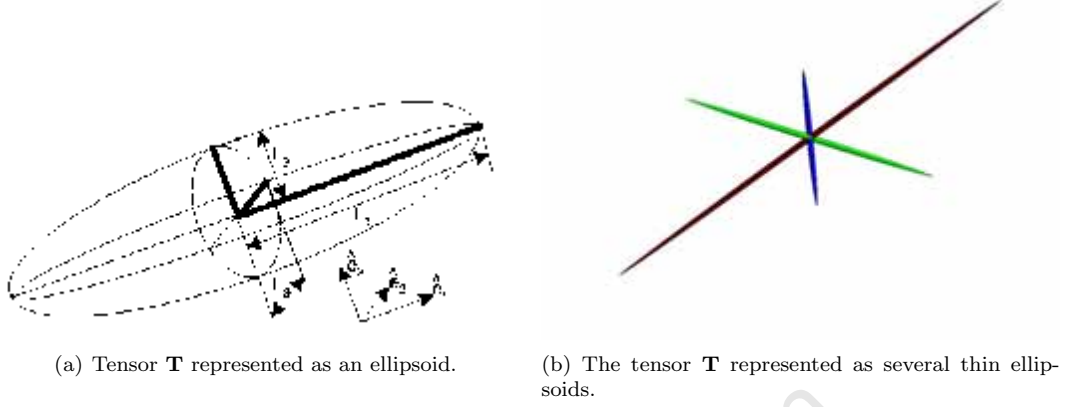 (a) Tensor T represented as an ellipsoid.
(b) The tensor T represented as several thin ellip-
soids.